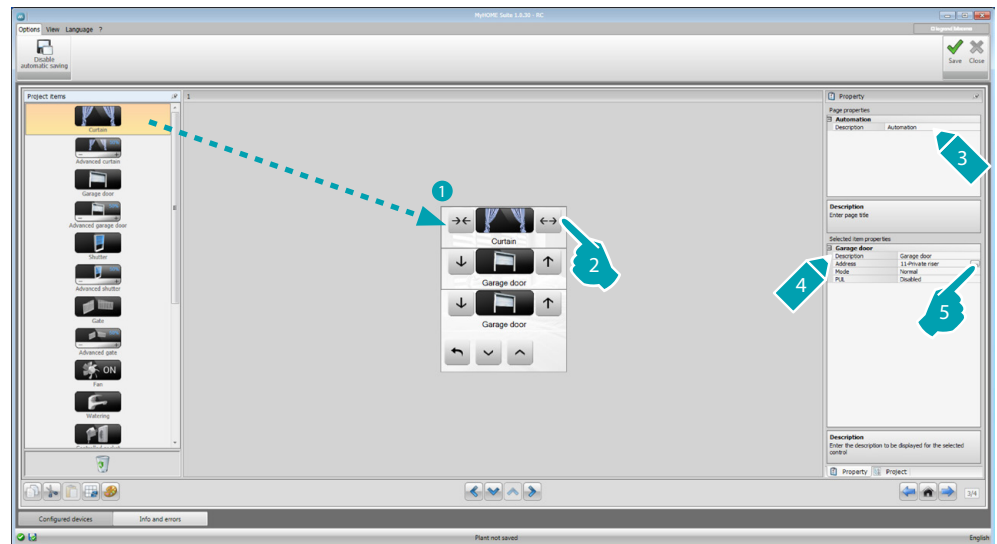 MyHOME Suite 1.0.30 - RC
Options View Language ?
Disable
automatic saving
Save Close
Project items
1
Property
Curtain
Advanced curtain
Garage door
Advanced garage door
Shutter
Advanced shutter
Gate
Advanced gate
ON
Fan
Watering
1
Curtain
Garage door
Garage door
2
Page properties
Automation
Description Automation
3
Description
Enter page title
Selected item properties
Garage door
Description Garage door
Address 11-Private riser
Mode Normal
PUL Disabled
4
5
Description
Enter the description to be displayed for the selected
control
Property Project
3/4
Configured devices Info and errors
Plant not saved
English